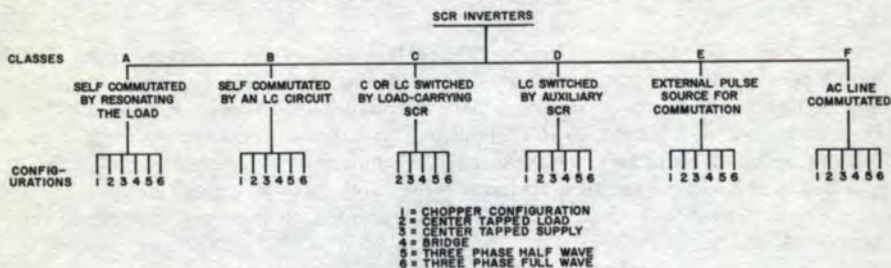 SCR INVERTERS
CLASSES A B C D E F
SELF COMMUTATED
BY RESONATING
THE LOAD
SELF COMMUTATED
BY AN LC CIRCUIT
C OR LC SWITCHED
BY LOAD-CARRYING
SCR
LC SWITCHED
BY AUXILIARY
SCR
EXTERNAL PULSE
SOURCE FOR
COMMUTATION
AC LINE
COMMUTATED
CONFIG-
URATIONS
1 2 3 4 5 6
1 2 3 4 5 6
2 3 4 5 6
1 2 3 4 5 6
1 2 3 4 5 6
1 2 3 4 5 6
1 = CHOPPER CONFIGURATION
2 = CENTER TAPPED LOAD
3 = CENTER TAPPED SUPPLY
4 = BRIDGE
5 = THREE PHASE HALF WAVE
6 = THREE PHASE FULL WAVE